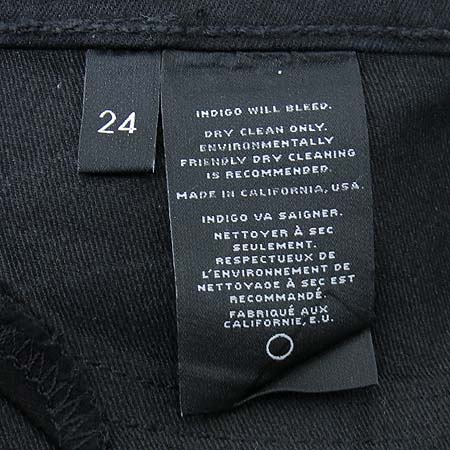 24
INDIGO WILL BLEED.
DRY CLEAN ONLY.
ENVIRONMENTALLY
FRIENDLY DRY CLEANING
IS RECOMMENDED.
MADE IN CALIFORNIA, USA.
INDIGO VA SAIGNER.
NETTOYER À SEC
SEULEMENT.
RESPECTUEUX DE
L'ENVIRONNEMENT DE
NETTOYAGE À SEC EST
RECOMMANDÉ.
FABRIQUÉ AUX
CALIFORNIE, E.U.